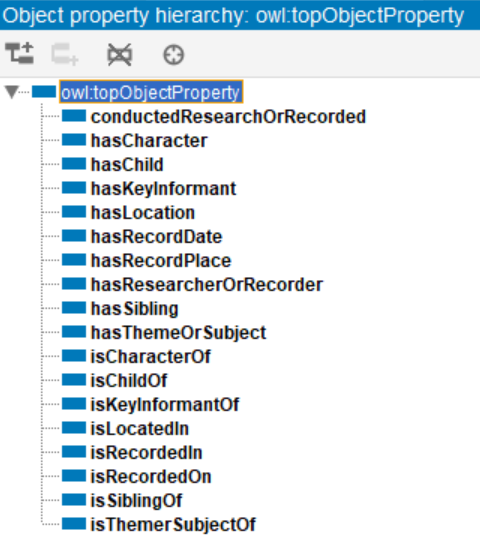 Object property hierarchy: owl:topObjectProperty
owl:topObjectProperty
conductedResearchOrRecorded
hasCharacter
hasChild
hasKeyInformant
hasLocation
hasRecordDate
hasRecordPlace
hasResearcherOrRecorder
hasSibling
hasThemeOrSubject
isCharacterOf
isChildOf
isKeyInformantOf
isLocatedIn
isRecordedIn
isRecordedOn
isSiblingOf
isThemerSubjectOf